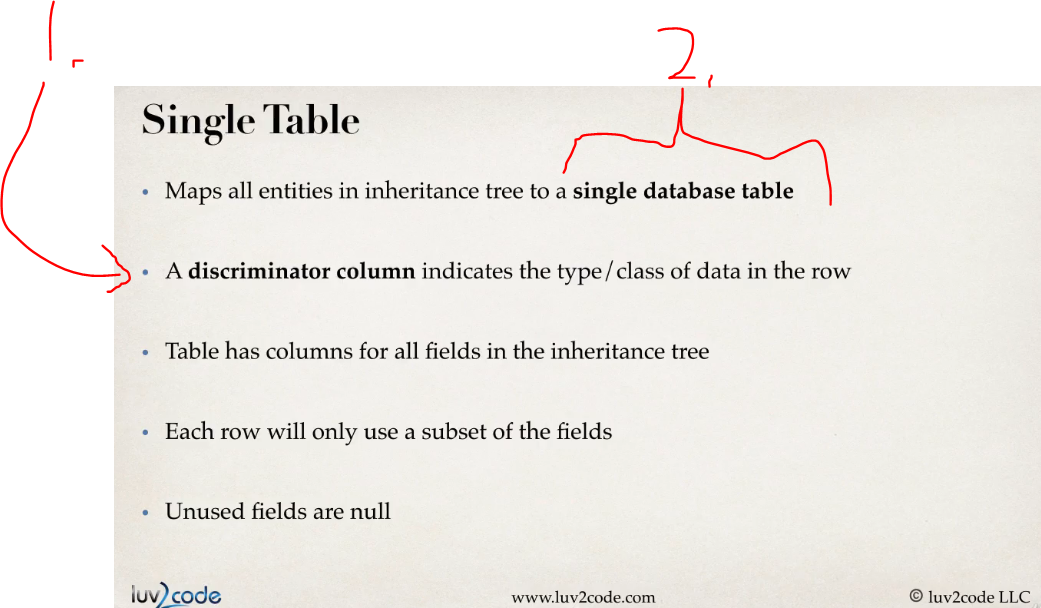 1.
2.
Single Table
• Maps all entities in inheritance tree to a single database table
• A discriminator column indicates the type/class of data in the row
• Table has columns for all fields in the inheritance tree
• Each row will only use a subset of the fields
• Unused fields are null
luv2code www.luv2code.com © luv2code LLC